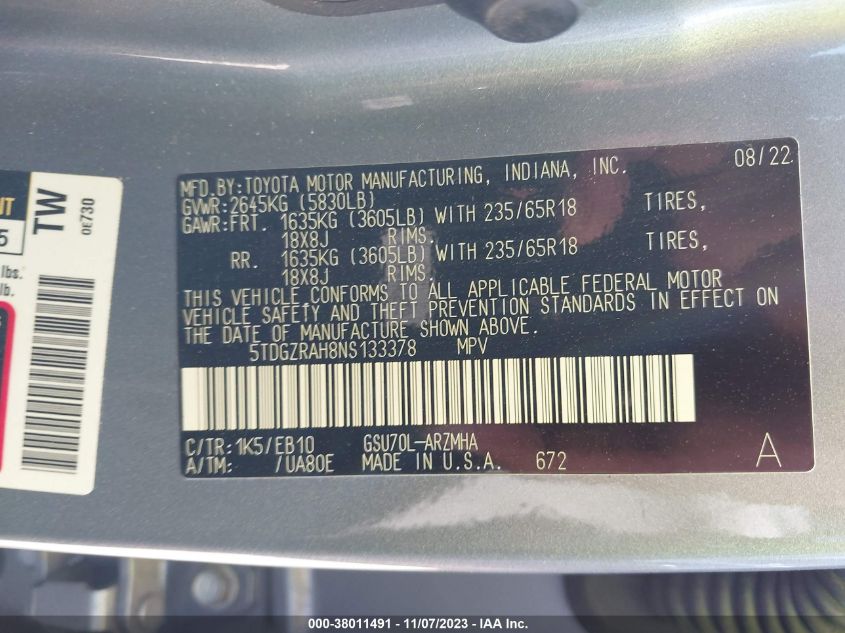 08/22
MFD.BY:TOYOTA MOTOR MANUFACTURING, INDIANA, INC.
GVWR:2645KG (5830LB)
GAWR:FRT. 1635KG (3605LB) WITH 235/65R18 TIRES,
18X8J RIMS.
RR. 1635KG (3605LB) WITH 235/65R18 TIRES,
18X8J RIMS.
THIS VEHICLE CONFORMS TO ALL APPLICABLE FEDERAL MOTOR
VEHICLE SAFETY AND THEFT PREVENTION STANDARDS IN EFFECT ON
THE DATE OF MANUFACTURE SHOWN ABOVE.
5TDGZRAH8NS133378 MPV
C/TR:1K5/EB10 GSU70L-ARZMHA
A/TM: /UA80E MADE IN U.S.A. 672 A
TW
0E730
5
lbs.
lb.
000-38011491 - 11/07/2023 - IAA Inc.